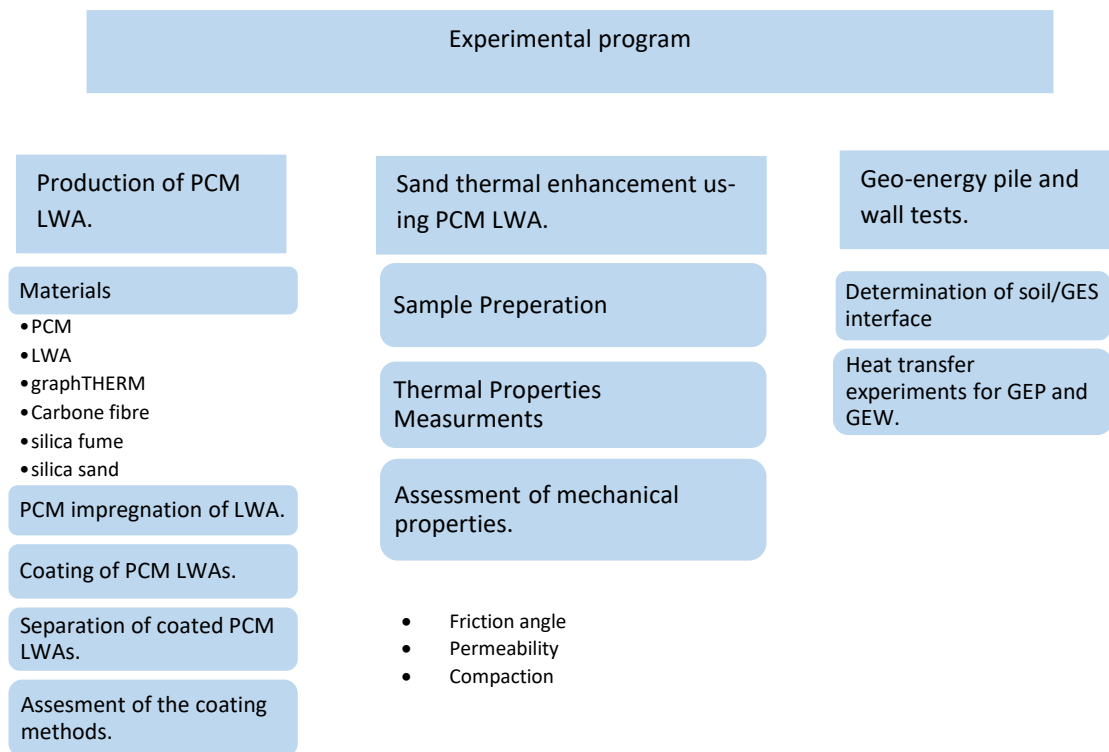 Experimental program
Production of PCM
LWA.
Materials
•PCM
•LWA
•graphTHERM
•Carbone fibre
•silica fume
•silica sand
PCM impregnation of LWA.
Coating of PCM LWAs.
Separation of coated PCM
LWAs.
Assesment of the coating
methods.
Sand thermal enhancement us-
ing PCM LWA.
Sample Preperation
Thermal Properties
Measurments
Assessment of mechanical
properties.
• Friction angle
• Permeability
• Compaction
Geo-energy pile and
wall tests.
Determination of soil/GES
interface
Heat transfer
experiments for GEP and
GEW.